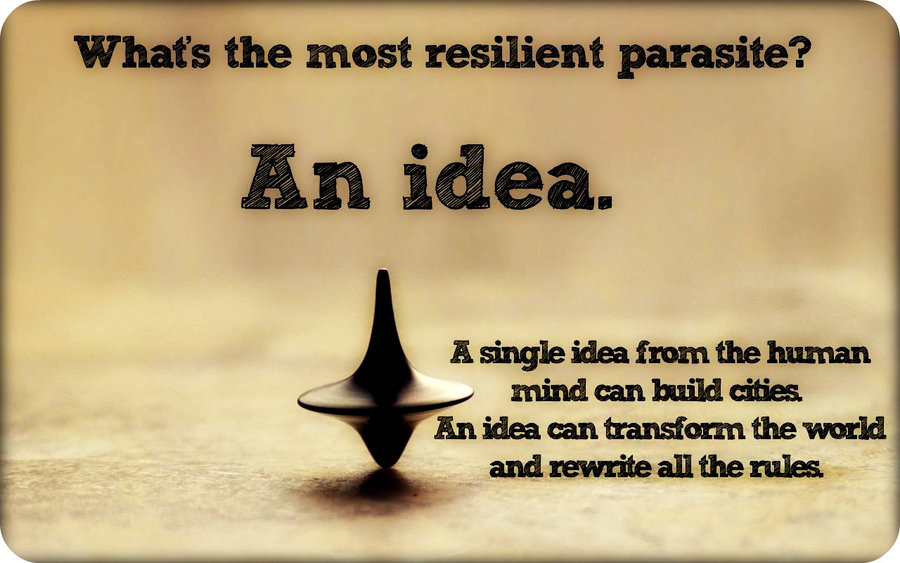 What's the most resilient parasite?
An idea.
A single idea from the human
mind can build cities.
An idea can transform the world
and rewrite all the rules.